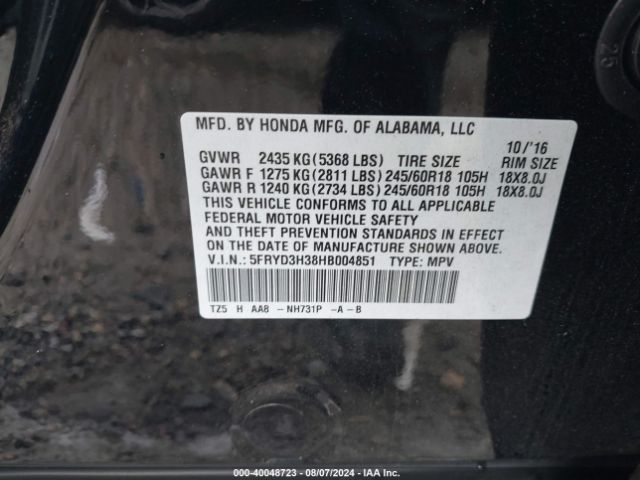 25
MFD. BY HONDA MFG. OF ALABAMA, LLC
10/'16
GVWR 2435 KG (5368 LBS) TIRE SIZE RIM SIZE
GAWR F 1275 KG (2811 LBS) 245/60R18 105H 18X8.0J
GAWR R 1240 KG (2734 LBS) 245/60R18 105H 18X8.0J
THIS VEHICLE CONFORMS TO ALL APPLICABLE
FEDERAL MOTOR VEHICLE SAFETY
AND THEFT PREVENTION STANDARDS IN EFFECT
ON THE DATE OF MANUFACTURE SHOWN ABOVE.
V.I.N.: 5FRYD3H38HB004851 TYPE: MPV
TZ5 H AA8 -NH731P -A -B
000-40048723 - 08/07/2024 - IAA Inc.